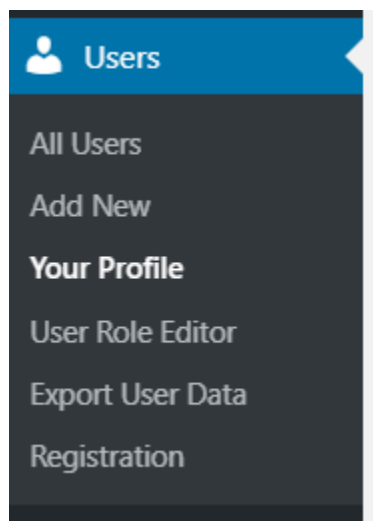 Users
All Users
Add New
Your Profile
User Role Editor
Export User Data
Registration